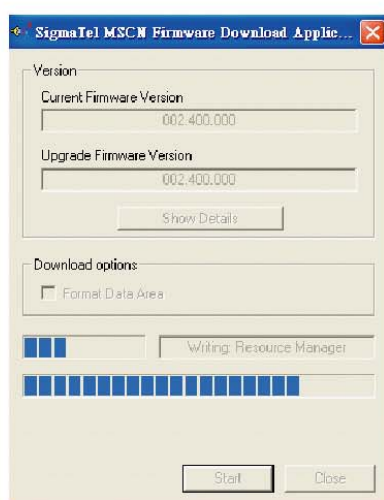 SigmaTel MSCN Firmware Download Applic...
Version
Current Firmware Version
002.400.000
Upgrade Firmware Version
002.400.000
Show Details
Download options
Format Data Area
Writing: Resource Manager
Start
Close